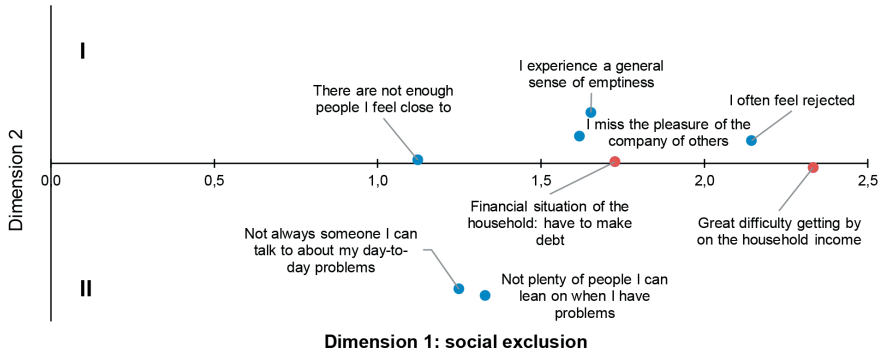 I
I experience a general
sense of emptiness
There are not enough
people I feel close to
I often feel rejected
I miss the pleasure of the
company of others
Dimension 2
0,0
0,5
1,0
1,5
2,0
2,5
Financial situation of the
household: have to make
debt
Great difficulty getting by
on the household income
Not always someone I can
talk to about my day-to-
day problems
II
Not plenty of people I can
lean on when I have
problems
Dimension 1: social exclusion